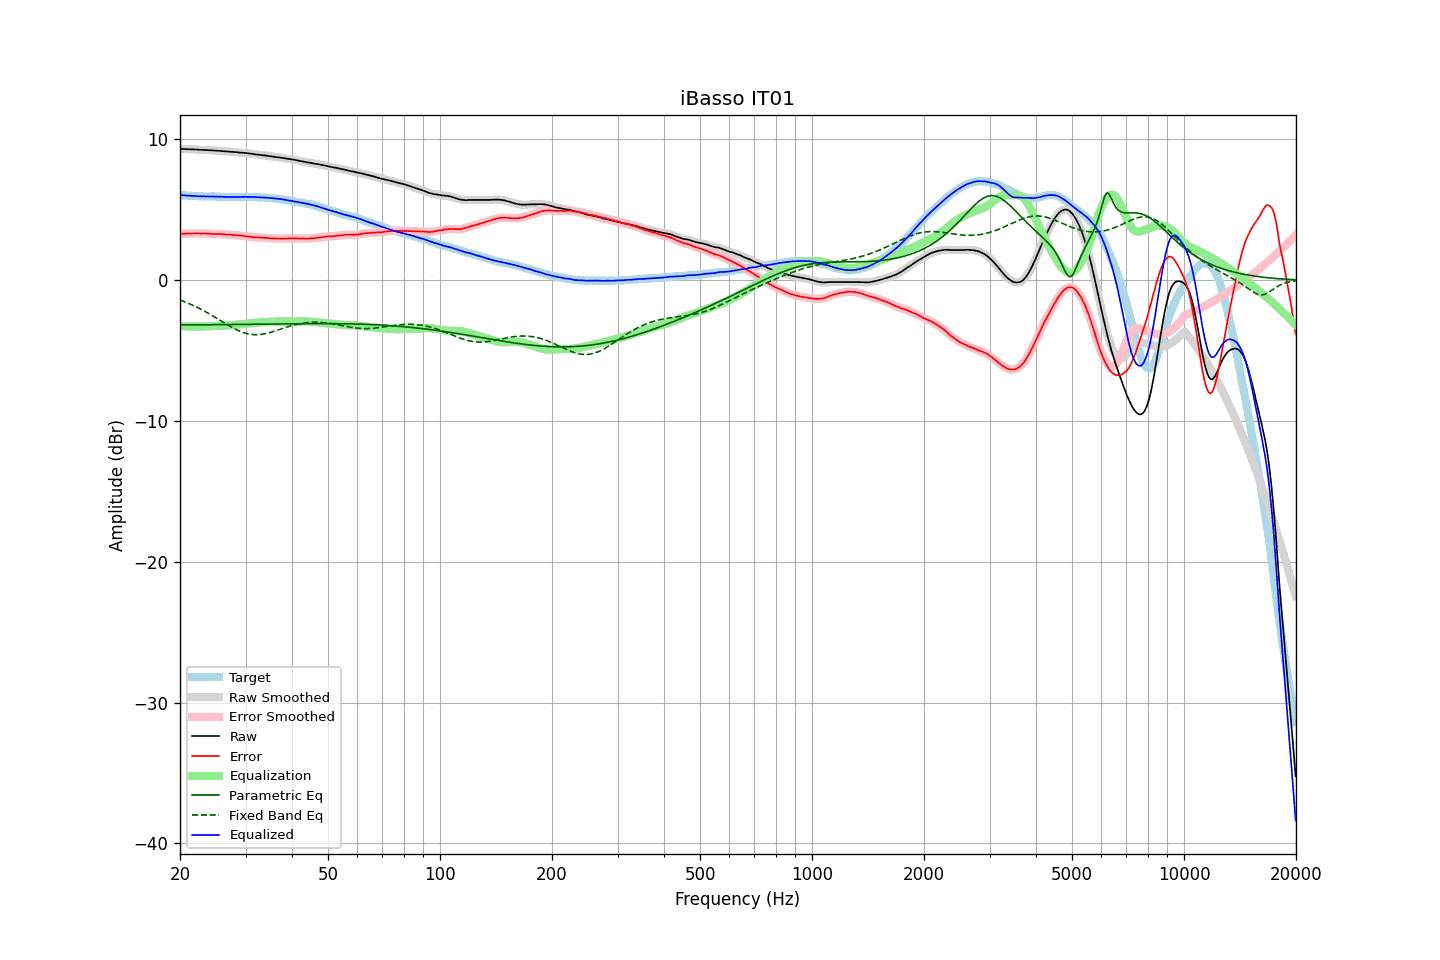 iBasso IT01
10
0
−10
−20
−30
−40
Amplitude (dBr)
Target
Raw Smoothed
Error Smoothed
Raw
Error
Equalization
Parametric Eq
Fixed Band Eq
Equalized
20 50 100 200 500 1000 2000 5000 10000 20000
Frequency (Hz)